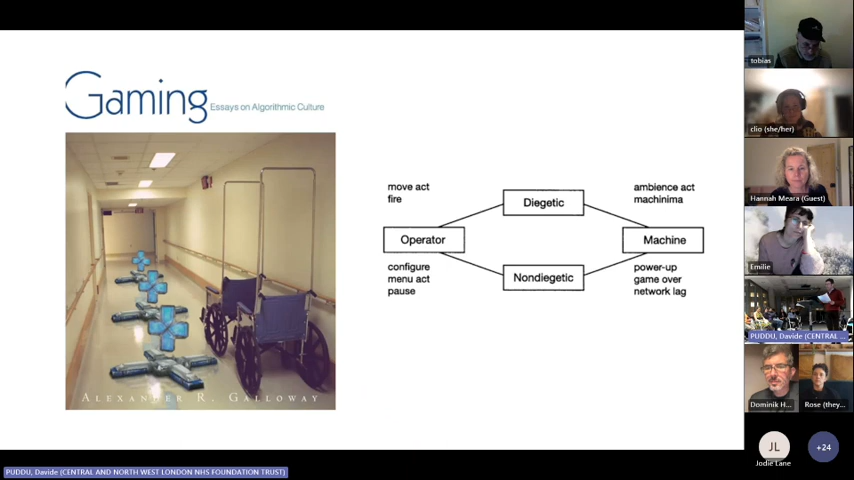 Gaming Essays on Algorithmic Culture
ALEXANDER R. GALLOWAY
move act
fire
Diegetic
ambience act
machinima
Operator
Machine
configure
menu act
pause
Nondiegetic
power-up
game over
network lag
tobias
clio (she/her)
Hannah Meara (Guest)
Emilie
PUDDU, Davide (CENTRAL ...
Dominik H...
Rose (they...
JL
Jodie Lane
+24
PUDDU, Davide (CENTRAL AND NORTH WEST LONDON NHS FOUNDATION TRUST)